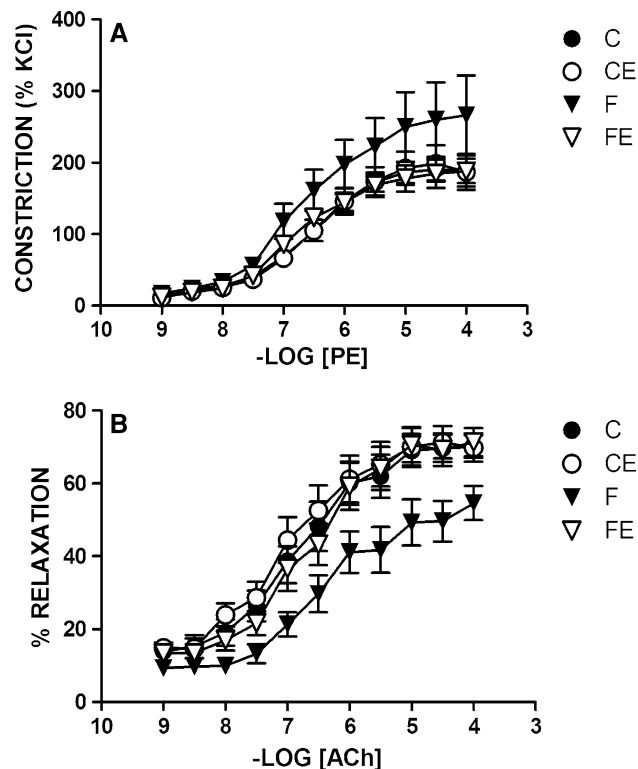 A
400
300
200
100
0
CONSTRICTION (% KCl)
10 9 8 7 6 5 4 3
-LOG [PE]
C
CE
F
FE
B
80
60
40
20
0
% RELAXATION
10 9 8 7 6 5 4 3
-LOG [ACh]
C
CE
F
FE